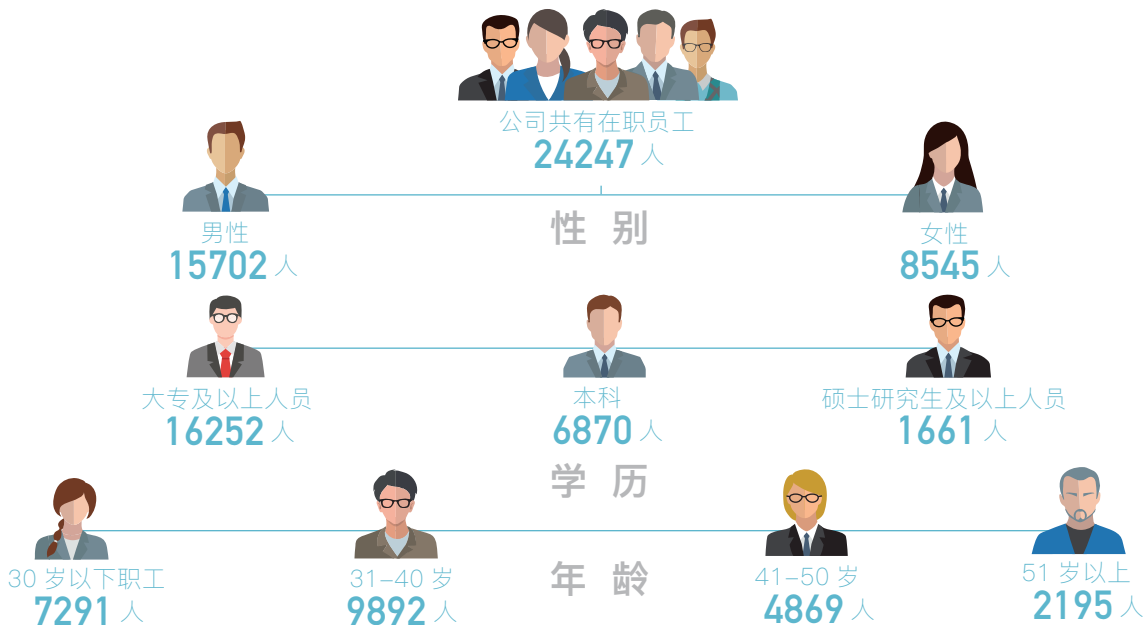 公司共有在职员工
24247 人
性 别
男性
15702 人
女性
8545 人
大专及以上人员
16252 人
本科
6870 人
硕士研究生及以上人员
1661 人
学 历
30 岁以下职工
7291 人
31-40 岁
9892 人
年 龄
41-50 岁
4869 人
51 岁以上
2195 人